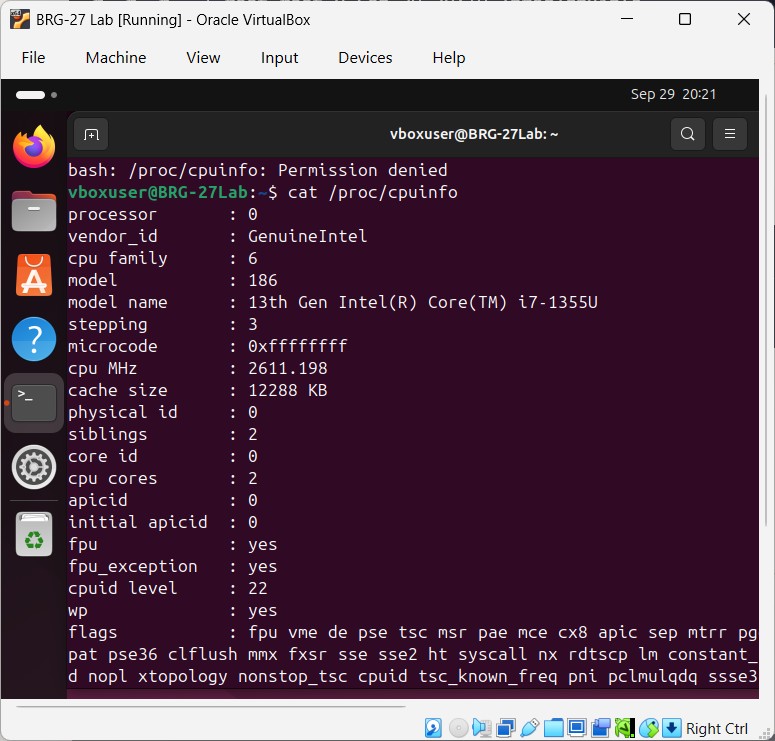 BRG-27 Lab [Running] - Oracle VirtualBox
File Machine View Input Devices Help
Sep 29 20:21
vboxuser@BRG-27Lab: ~
bash: /proc/cpuinfo: Permission denied
vboxuser@BRG-27Lab:~$ cat /proc/cpuinfo
processor : 0
vendor_id : GenuineIntel
cpu family : 6
model : 186
model name : 13th Gen Intel(R) Core(TM) i7-1355U
stepping : 3
microcode : 0xffffffff
cpu MHz : 2611.198
cache size : 12288 KB
physical id : 0
siblings : 2
core id : 0
cpu cores : 2
apicid : 0
initial apicid : 0
fpu : yes
fpu_exception : yes
cpuid level : 22
wp : yes
flags : fpu vme de pse tsc msr pae mce cx8 apic sep mtrr pg
pat pse36 clflush mmx fxsr sse sse2 ht syscall nx rdtscp lm constant_
d nopl xtopology nonstop_tsc cpuid tsc_known_freq pni pclmulqdq ssse3
Right Ctrl